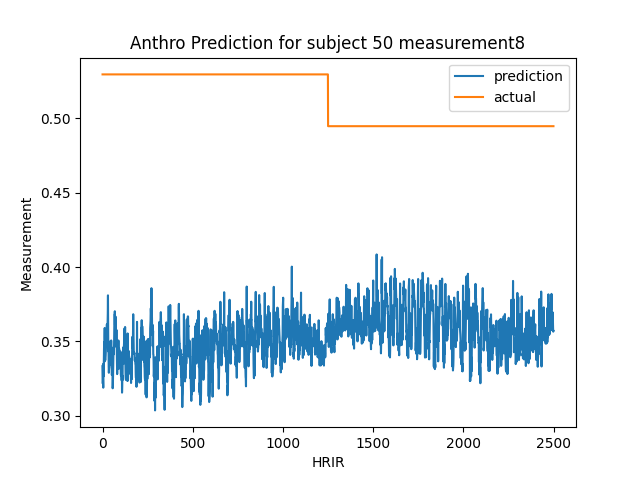 Anthro Prediction for subject 50 measurement8
prediction
actual
Measurement
0.50
0.45
0.40
0.35
0.30
0
500
1000
1500
2000
2500
HRIR